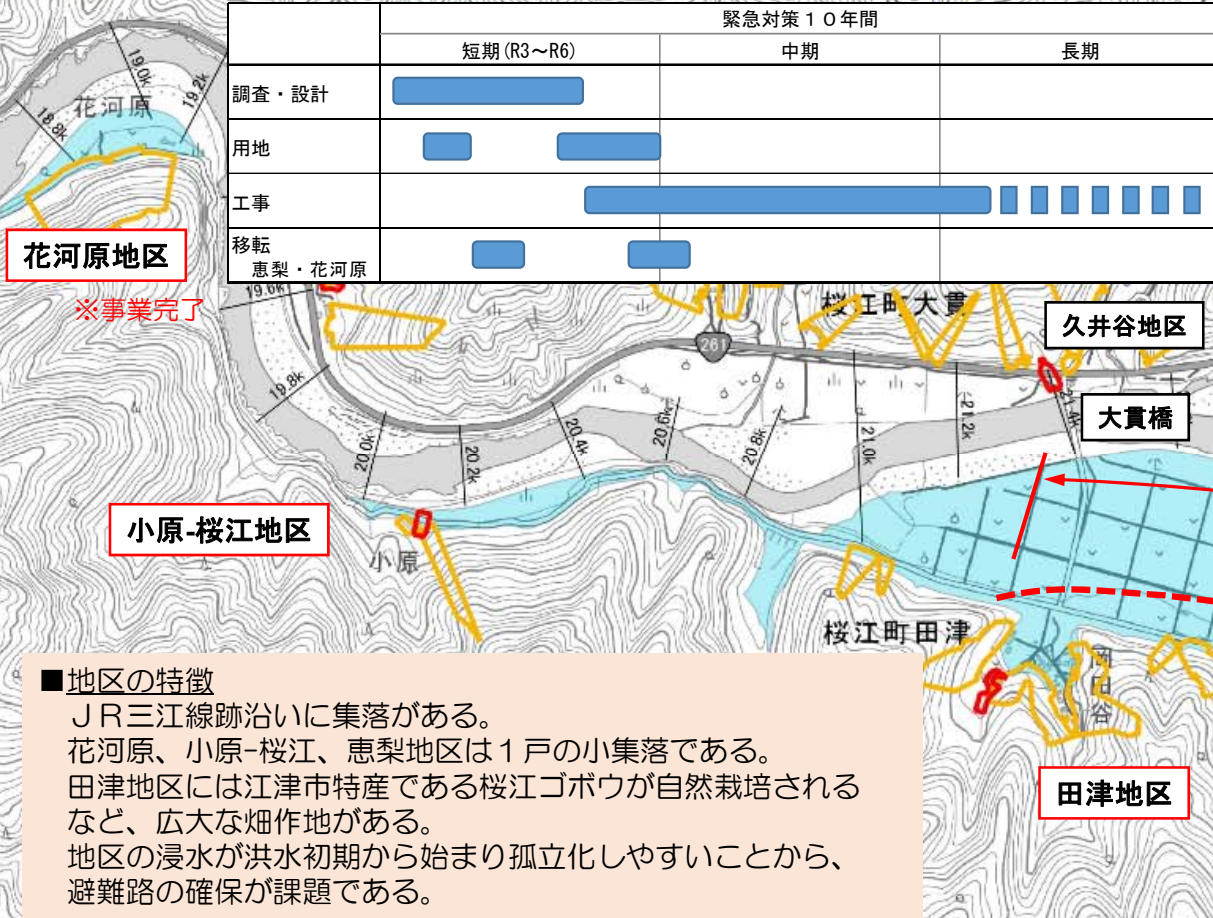 緊急対策１０年間
短期(R3～R6)
中期
長期
調査・設計
用地
工事
移転
恵梨・花河原
19.0k
19.2k
花河原
18.8k
花河原地区
※事業完了
19.6k
桜江町大貫
久井谷地区
261
19.8k
大貫橋
21.4k
21.2k
20.0k
20.2k
20.4k
20.6k
20.8k
21.0k
小原-桜江地区
小原
桜江町田津
岡田谷
田津地区
■地区の特徴
ＪＲ三江線跡沿いに集落がある。
花河原、小原-桜江、恵梨地区は１戸の小集落である。
田津地区には江津市特産である桜江ゴボウが自然栽培される
など、広大な畑作地がある。
地区の浸水が洪水初期から始まり孤立化しやすいことから、
避難路の確保が課題である。